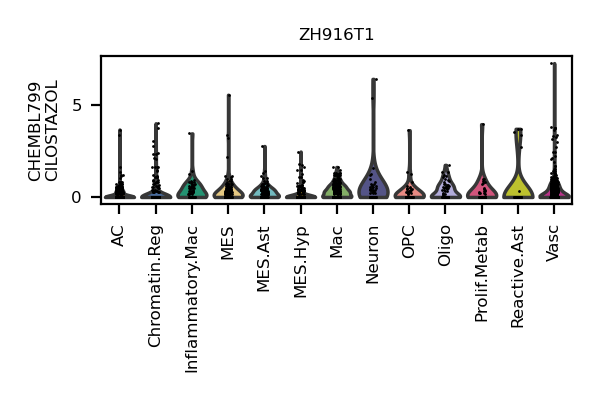 ZH916T1
CHEMBL799
CILOSTAZOL
5
0
AC
Chromatin.Reg
Inflammatory.Mac
MES
MES.Ast
MES.Hyp
Mac
Neuron
OPC
Oligo
Prolif.Metab
Reactive.Ast
Vasc